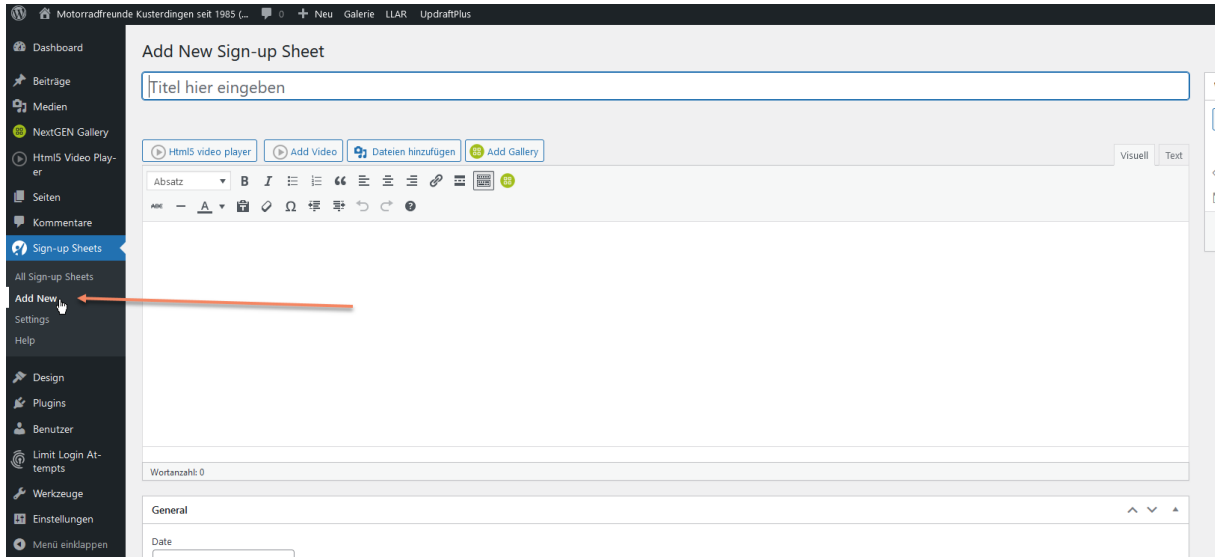 Motorradfreunde Kusterdingen seit 1985 (... 0 + Neu Galerie LLAR UpdraftPlus
Dashboard
Beiträge
Medien
NextGEN Gallery
Html5 Video Play-
er
Seiten
Kommentare
Sign-up Sheets
All Sign-up Sheets
Add New
Settings
Help
Design
Plugins
Benutzer
Limit Login At-
tempts
Werkzeuge
Einstellungen
Menü einklappen
Add New Sign-up Sheet
Titel hier eingeben
Html5 video player Add Video Dateien hinzufügen Add Gallery
Visuell Text
Absatz B I
ABC A Ω
Wortanzahl: 0
General
Date